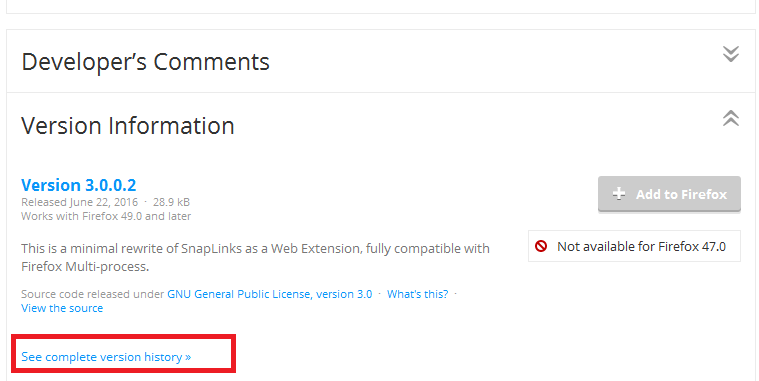 Developer’s Comments
Version Information
Version 3.0.0.2
Released June 22, 2016 · 28.9 kB
Works with Firefox 49.0 and later
Add to Firefox
Not available for Firefox 47.0
This is a minimal rewrite of SnapLinks as a Web Extension, fully compatible with
Firefox Multi-process.
Source code released under GNU General Public License, version 3.0 · What's this? ·
View the source
See complete version history »